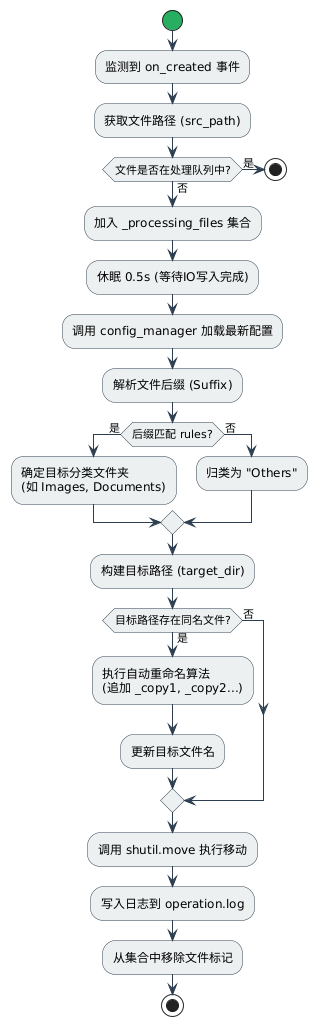 监测到 on_created 事件
获取文件路径 (src_path)
文件是否在处理队列中?
是
否
加入 _processing_files 集合
休眠 0.5s (等待IO写入完成)
调用 config_manager 加载最新配置
解析文件后缀 (Suffix)
是
后缀匹配 rules?
否
确定目标分类文件夹
(如 Images, Documents)
归类为 "Others"
构建目标路径 (target_dir)
目标路径存在同名文件?
否
是
执行自动重命名算法
(追加 _copy1, _copy2...)
更新目标文件名
调用 shutil.move 执行移动
写入日志到 operation.log
从集合中移除文件标记